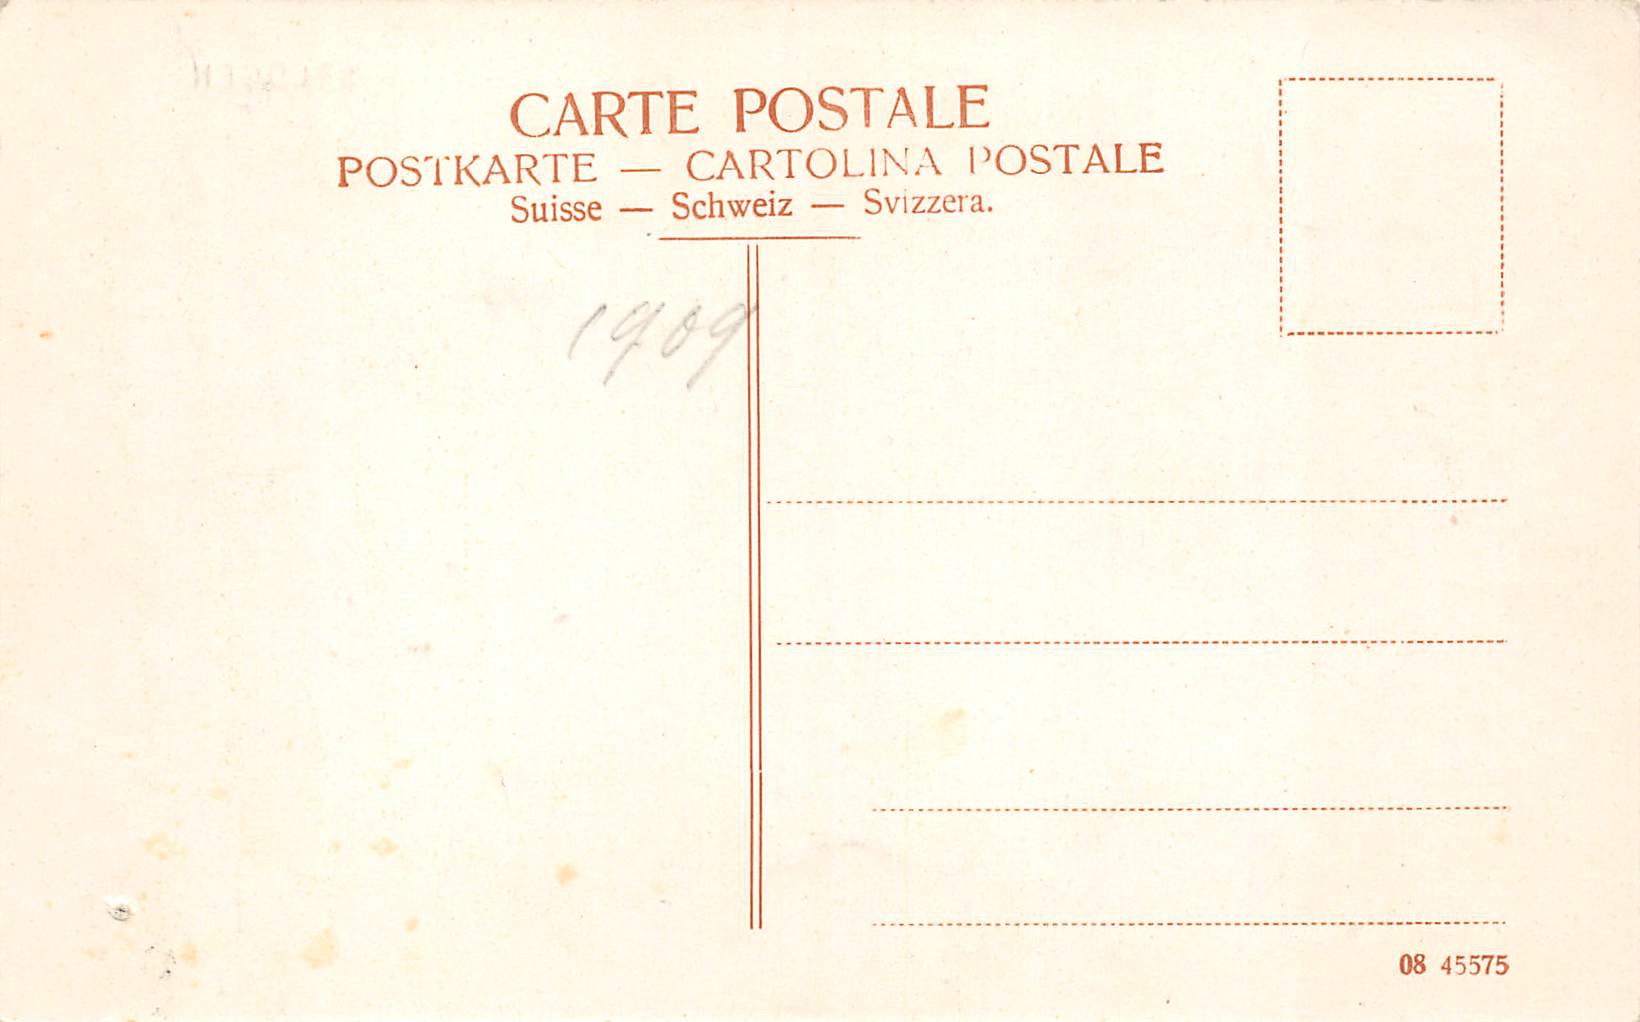 CARTE POSTALE
POSTKARTE — CARTOLINA POSTALE
Suisse — Schweiz — Svizzera.
1909
08 45575